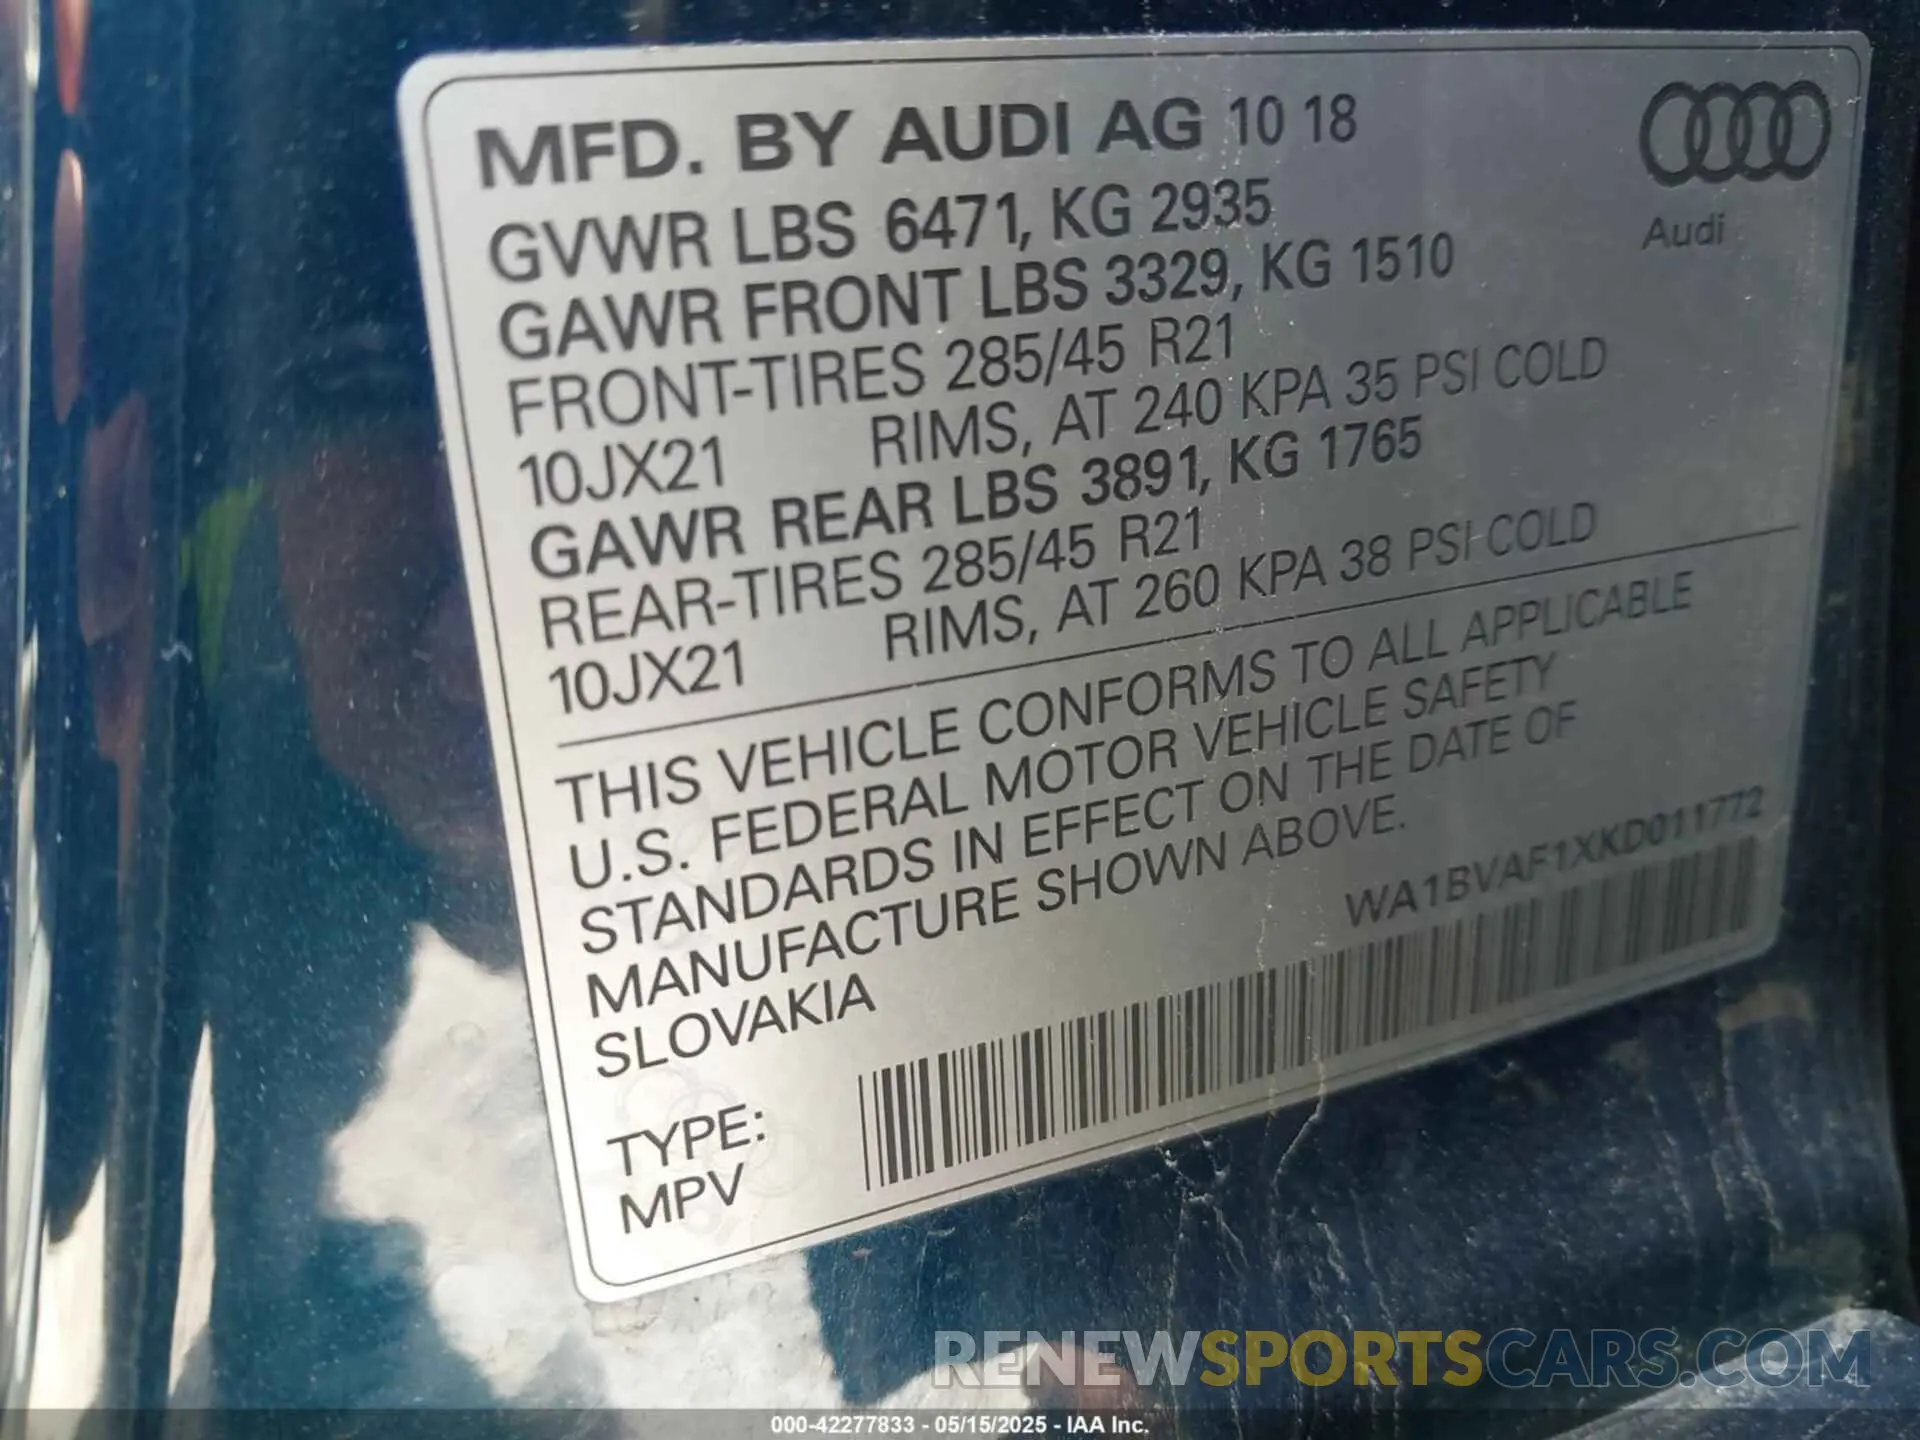 MFD. BY AUDI AG 10 18
GVWR LBS 6471, KG 2935
Audi
GAWR FRONT LBS 3329, KG 1510
FRONT-TIRES 285/45 R21
10JX21 RIMS, AT 240 KPA 35 PSI COLD
GAWR REAR LBS 3891, KG 1765
REAR-TIRES 285/45 R21
10JX21 RIMS, AT 260 KPA 38 PSI COLD
THIS VEHICLE CONFORMS TO ALL APPLICABLE
U.S. FEDERAL MOTOR VEHICLE SAFETY
STANDARDS IN EFFECT ON THE DATE OF
MANUFACTURE SHOWN ABOVE.
SLOVAKIA
WA1BVAF1XKD011772
TYPE:
MPV
RENEWSPORTSCARS.COM
000-42277833 - 05/15/2025 - IAA Inc.